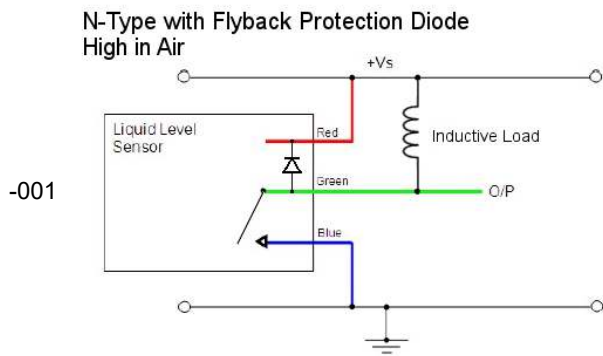 N-Type with Flyback Protection Diode
High in Air
+Vs
Liquid Level
Sensor
Red
Inductive Load
-001
Green
O/P
Blue